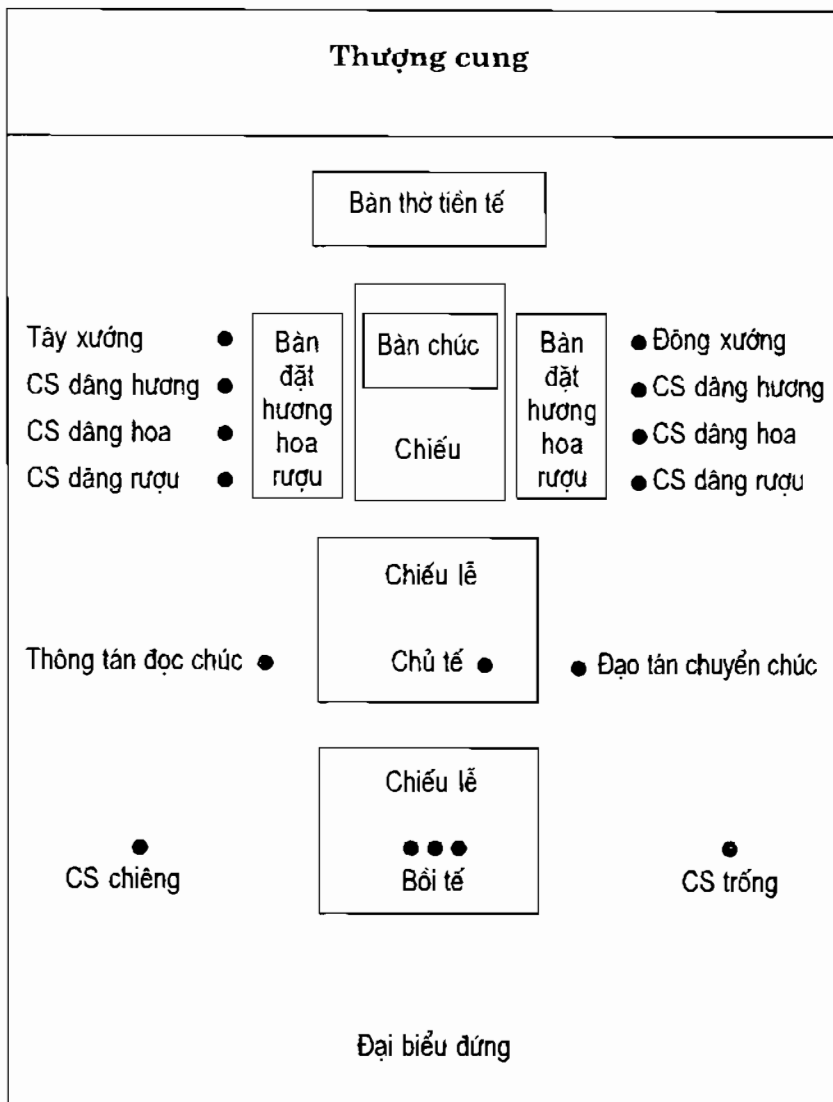 Thượng cung
Bàn thờ tiền tế
Tây xướng
CS dâng hương
CS dâng hoa
CS dâng rượu
Bàn
đặt
hương
hoa
rượu
Bàn chúc
Chiếu
Bàn
đặt
hương
hoa
rượu
Đông xướng
CS dâng hương
CS dâng hoa
CS dâng rượu
Chiếu lễ
Thông tán đọc chúc
Chủ tế
Đạo tán chuyển chúc
Chiếu lễ
CS chiêng
Bồi tế
CS trống
Đại biểu đứng